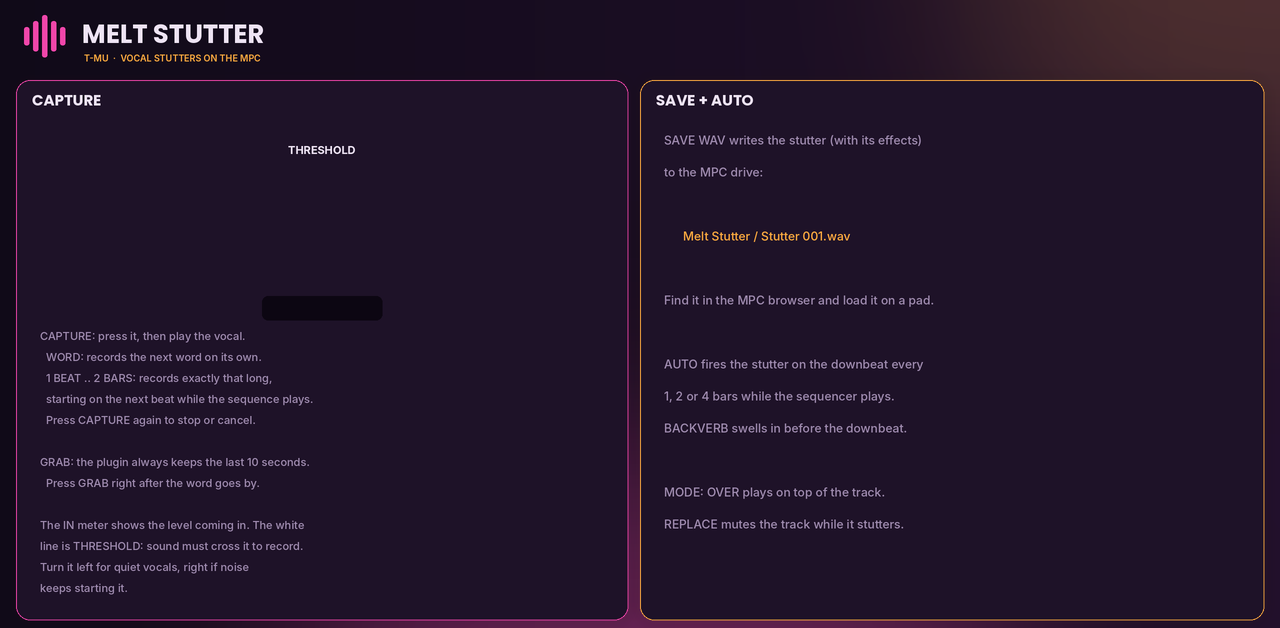 MELT STUTTER
T-MU · VOCAL STUTTERS ON THE MPC
CAPTURE
THRESHOLD
CAPTURE: press it, then play the vocal.
WORD: records the next word on its own.
1 BEAT .. 2 BARS: records exactly that long,
starting on the next beat while the sequence plays.
Press CAPTURE again to stop or cancel.
GRAB: the plugin always keeps the last 10 seconds.
Press GRAB right after the word goes by.
The IN meter shows the level coming in. The white
line is THRESHOLD: sound must cross it to record.
Turn it left for quiet vocals, right if noise
keeps starting it.
SAVE + AUTO
SAVE WAV writes the stutter (with its effects)
to the MPC drive:
Melt Stutter / Stutter 001.wav
Find it in the MPC browser and load it on a pad.
AUTO fires the stutter on the downbeat every
1, 2 or 4 bars while the sequencer plays.
BACKVERB swells in before the downbeat.
MODE: OVER plays on top of the track.
REPLACE mutes the track while it stutters.